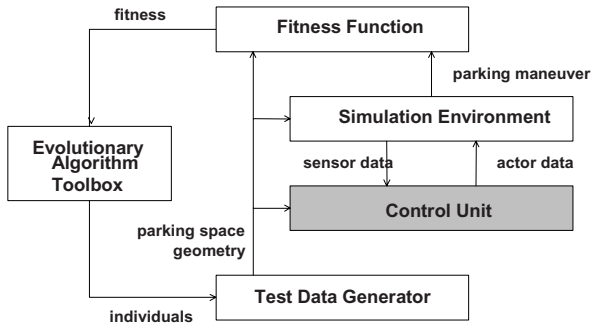 fitness
Fitness Function
parking maneuver
Simulation Environment
Evolutionary
Algorithm
Toolbox
sensor data
actor data
Control Unit
parking space
geometry
Test Data Generator
individuals